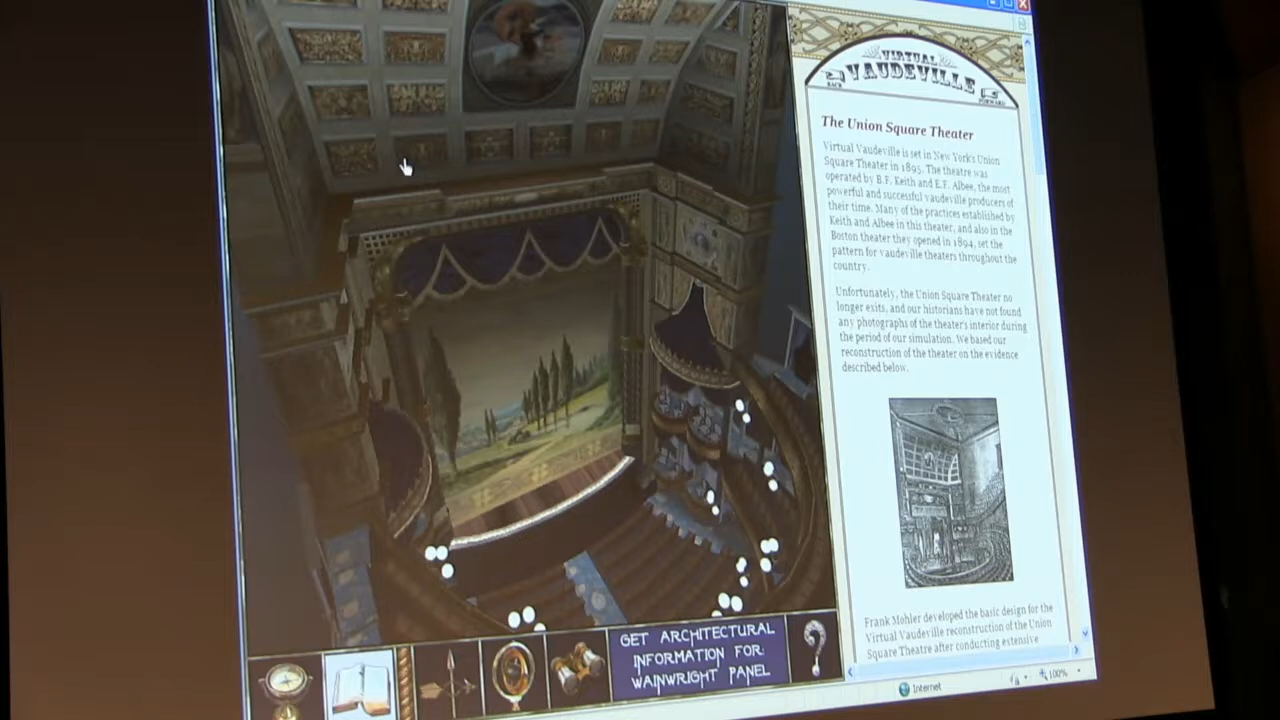 VIRTUAL
VAUDEVILLE
BACK
FORWARD
The Union Square Theater
Virtual Vaudeville is set in New York's Union
Square Theater in 1895. The theatre was
operated by B.F. Keith and E.F. Albee, the most
powerful and successful vaudeville producers of
their time. Many of the practices established by
Keith and Albee in this theater, and also in the
Boston theater they opened in 1894, set the
pattern for vaudeville theaters throughout the
country.
Unfortunately, the Union Square Theater no
longer exits, and our historians have not found
any photographs of the theater's interior during
the period of our simulation. We based our
reconstruction of the theater on the evidence
described below.
Frank Mohler developed the basic design for the
Virtual Vaudeville reconstruction of the Union
Square Theatre after conducting extensive
GET ARCHITECTURAL
INFORMATION FOR:
WAINWRIGHT PANEL
?
Internet
100%